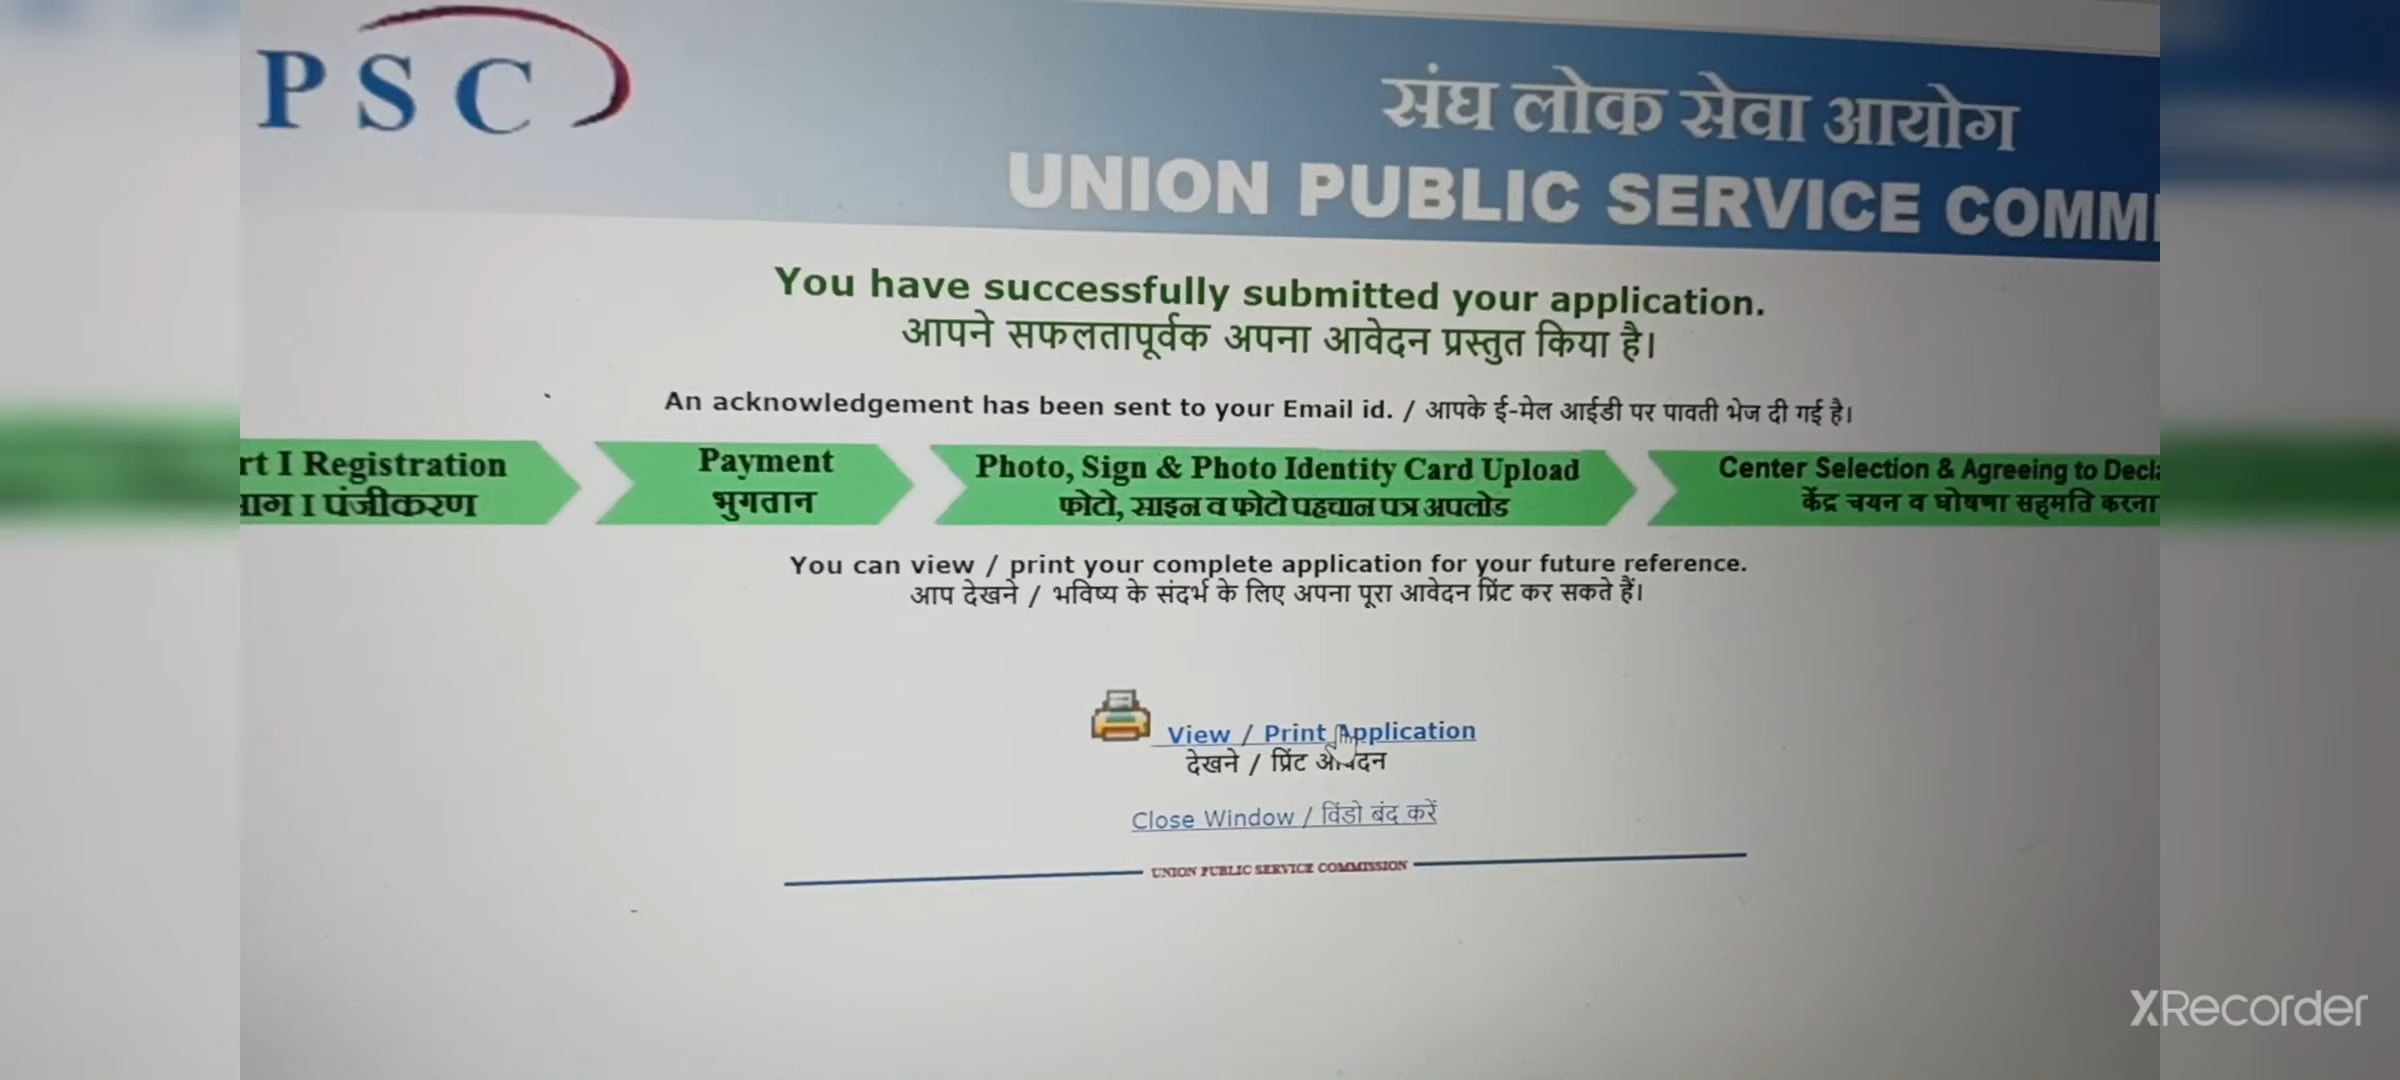 PSC
संघ लोक सेवा आयोग
UNION PUBLIC SERVICE COMM
You have successfully submitted your application.
आपने सफलतापूर्वक अपना आवेदन प्रस्तुत किया है।
An acknowledgement has been sent to your Email id. / आपके ई-मेल आईडी पर पावती भेज दी गई है।
rt I Registration
ाग I पंजीकरण
Payment
भुगतान
Photo, Sign & Photo Identity Card Upload
फोटो, साइन व फोटो पहचान पत्र अपलोड
Center Selection & Agreeing to Decla
केंद्र चयन व घोषणा सहमति करना
You can view / print your complete application for your future reference.
आप देखने / भविष्य के संदर्भ के लिए अपना पूरा आवेदन प्रिंट कर सकते हैं।
View / Print Application
देखने / प्रिंट आवेदन
Close Window / विंडो बंद करें
UNION PUBLIC SERVICE COMMISSION
XRecorder